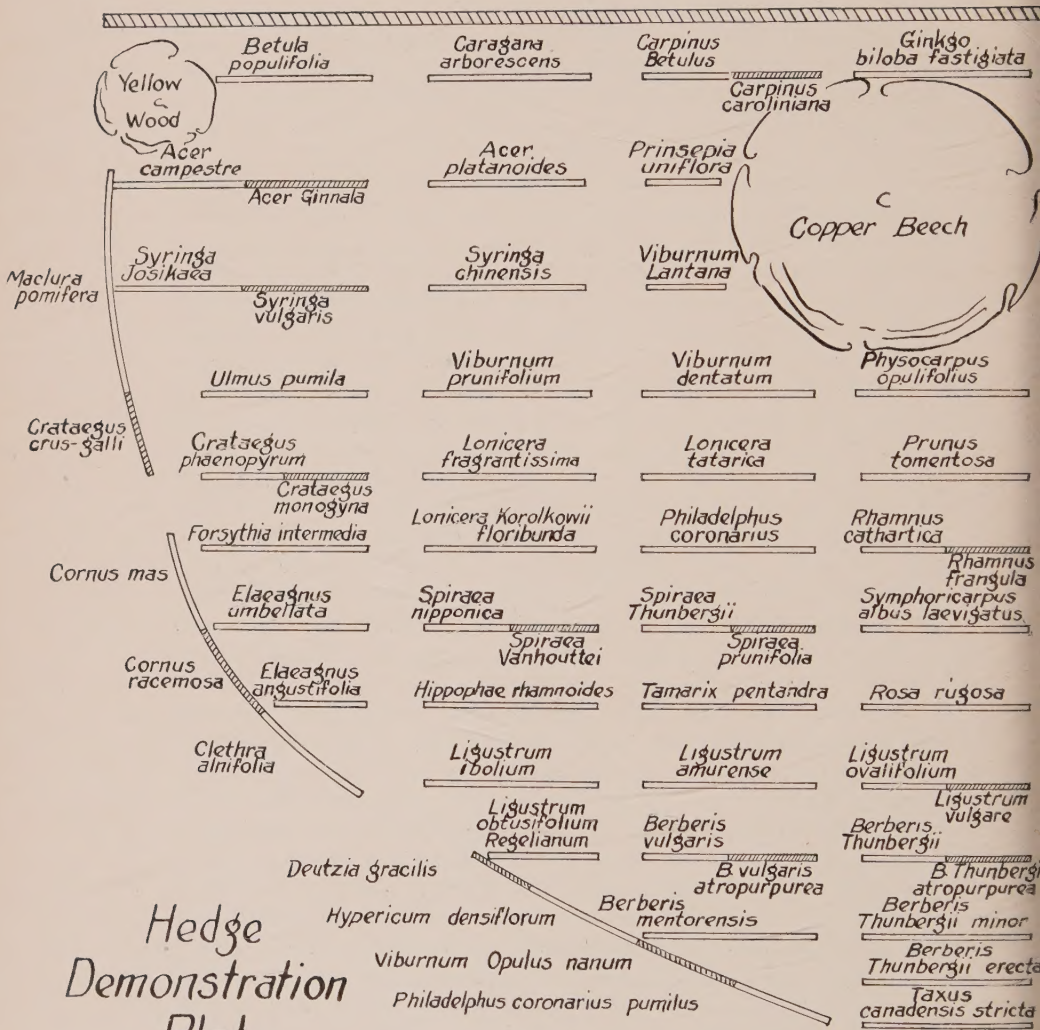 Betula
populifolia
Caragana
arborescens
Carpinus
Betulus
Carpinus
caroliniana
Ginkgo
biloba fastigiata
Yellow
Wood
Acer
campestre
Acer Ginnala
Acer
platanoides
Prinsepia
uniflora
C
Copper Beech
Maclura
pomifera
Syringa
Josikaea
Syringa
vulgaris
Syringa
chinensis
Viburnum
Lantana
Ulmus pumila
Viburnum
prunifolium
Viburnum
dentatum
Physocarpus
opulifolius
Crataegus
crus-galli
Crataegus
phaenopyrum
Crataegus
monogyna
Lonicera
fragrantissima
Lonicera
tatarica
Prunus
tomentosa
Forsythia intermedia
Lonicera Korolkowii
floribunda
Philadelphus
coronarius
Rhamnus
cathartica
Rhamnus
frangula
Cornus mas
Elaeagnus
umbellata
Spiraea
nipponica
Spiraea
Vanhouttei
Spiraea
Thunbergii
Spiraea
prunifolia
Symphoricarpus
albus laevigatus
Cornus
racemosa
Elaeagnus
angustifolia
Hippophae rhamnoides
Tamarix pentandra
Rosa rugosa
Clethra
alnifolia
Ligustrum
ibolium
Ligustrum
amurense
Ligustrum
ovalifolium
Ligustrum
vulgare
Ligustrum
obtusifolium
Regelianum
Berberis
vulgaris
B. vulgaris
atropurpurea
Berberis
Thunbergii
B. Thunbergi
atropurpurea
Deutzia gracilis
Hypericum densiflorum
Berberis
mentorensis
Berberis
Thunbergii minor
Viburnum Opulus nanum
Berberis
Thunbergii erecta
Philadelphus coronarius pumilus
Taxus
canadensis stricta
Hedge
Demonstration